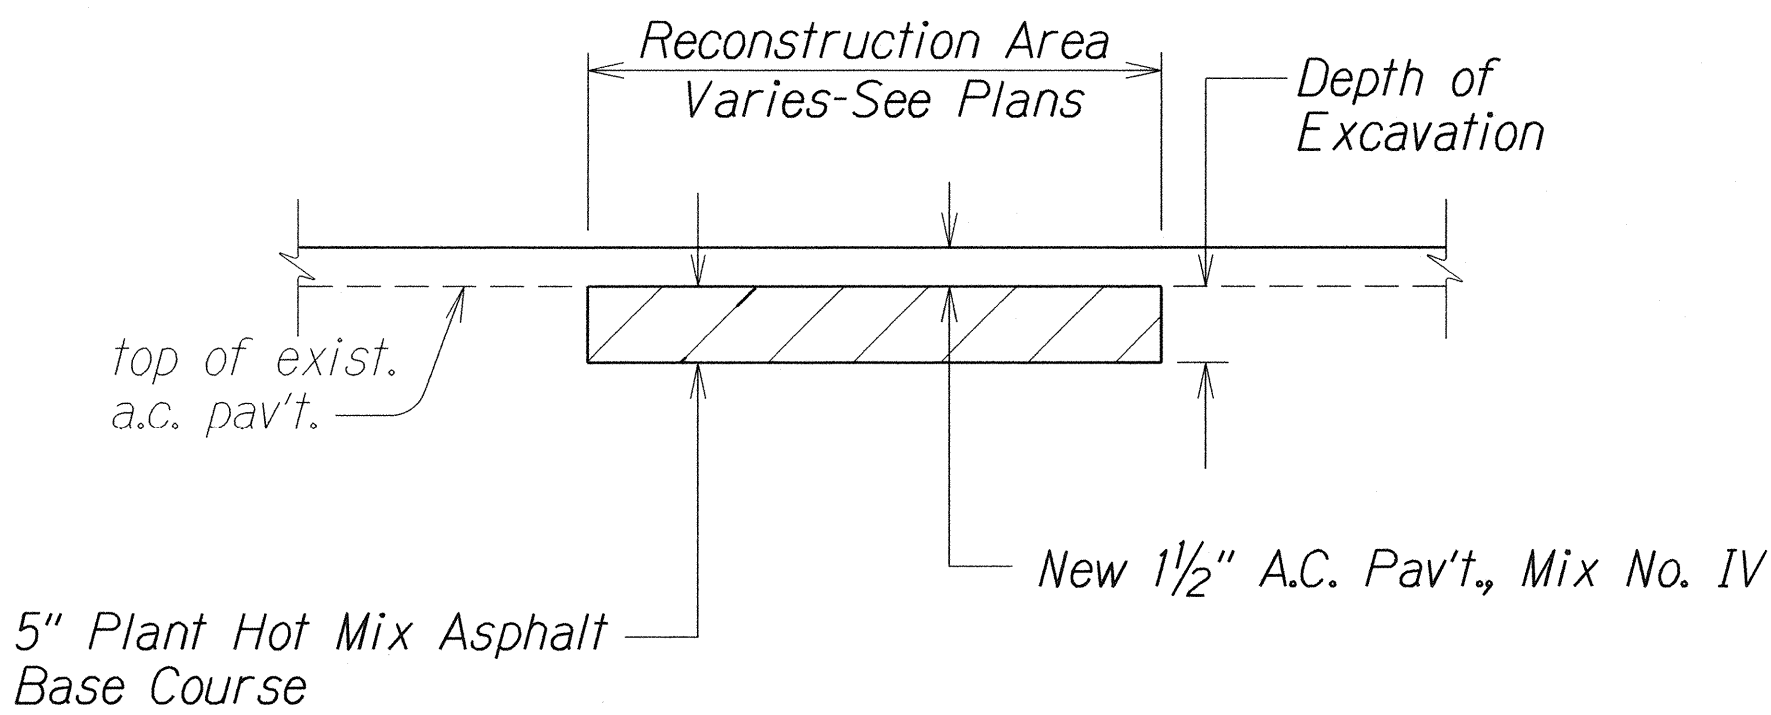 Reconstruction Area
Varies-See Plans
Depth of
Excavation
top of exist.
a.c. pav't.
New 1½" A.C. Pav't., Mix No. IV
5" Plant Hot Mix Asphalt
Base Course